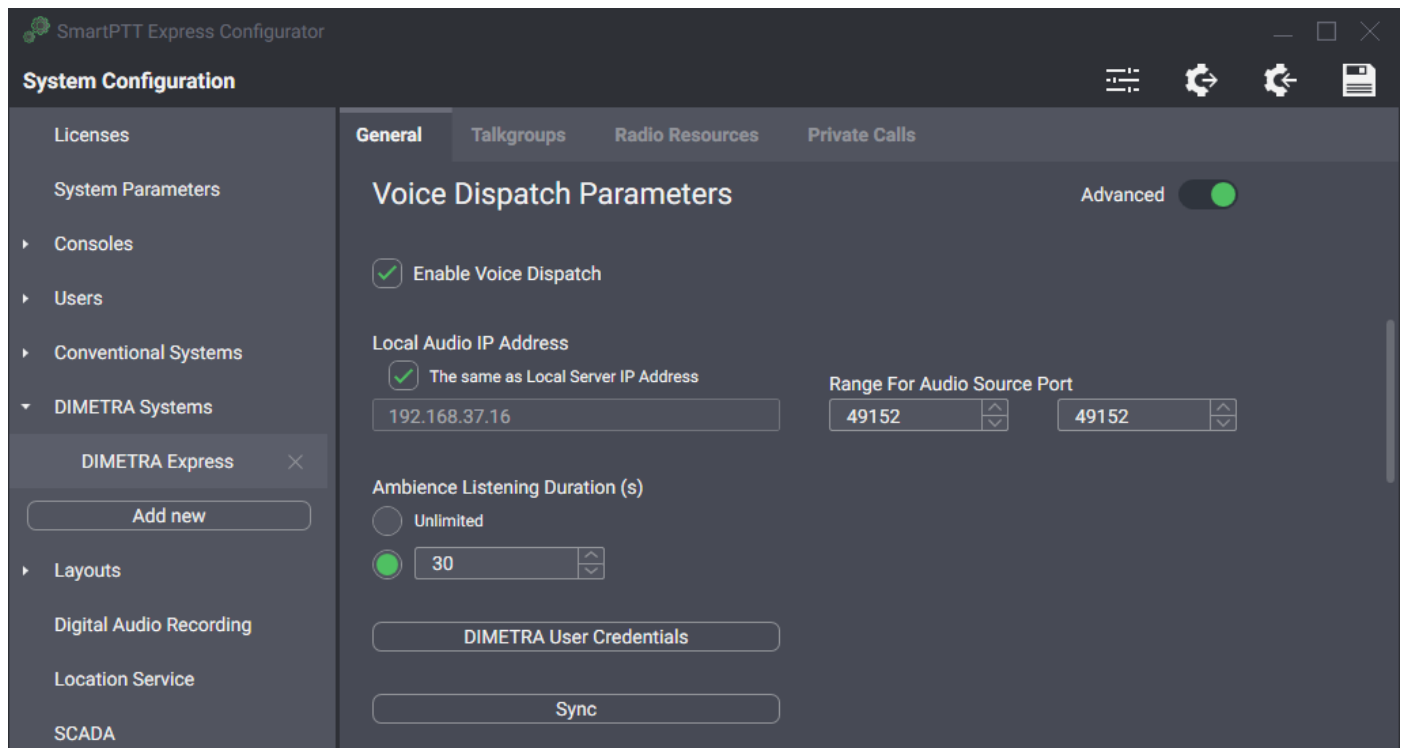 SmartPTT Express Configurator
System Configuration
Licenses
System Parameters
Consoles
Users
Conventional Systems
DIMETRA Systems
DIMETRA Express
Add new
Layouts
Digital Audio Recording
Location Service
SCADA
General Talkgroups Radio Resources Private Calls
Voice Dispatch Parameters
Advanced
Enable Voice Dispatch
Local Audio IP Address
The same as Local Server IP Address
192.168.37.16
Range For Audio Source Port
49152 49152
Ambience Listening Duration (s)
Unlimited
30
DIMETRA User Credentials
Sync